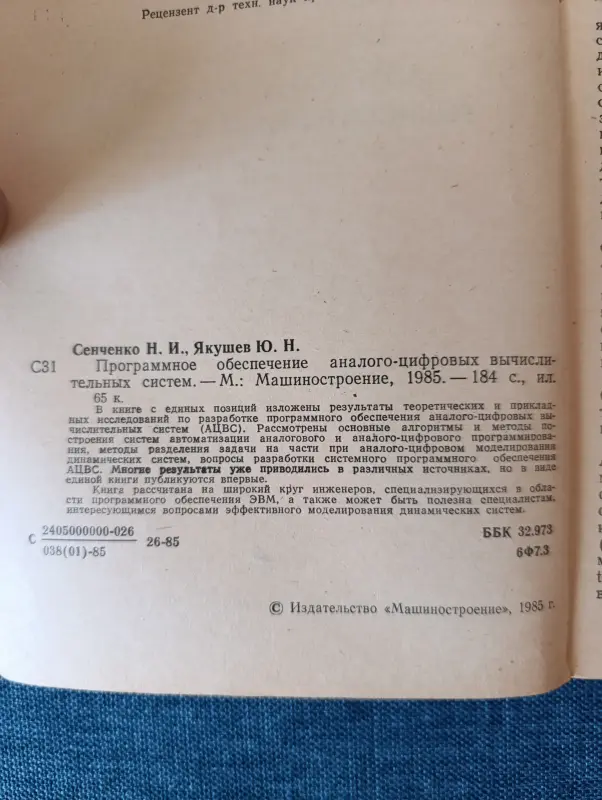 Рецензент д-р техн. наук
Сенченко Н. И., Якушев Ю. Н.
С31 Программное обеспечение аналого-цифровых вычисли-
тельных систем. — М.: Машиностроение, 1985. — 184 с., ил.
65 к.
В книге с единых позиций изложены результаты теоретических и приклад-
ных исследований по разработке программного обеспечения аналого-цифровых вы-
числительных систем (АЦВС). Рассмотрены основные алгоритмы и методы по-
строения систем автоматизации аналогового и аналого-цифрового программирова-
ния, методы разделения задачи на части при аналого-цифровом моделировании
динамических систем, вопросы разработки системного программного обеспечения
АЦВС. Многие результаты уже приводились в различных источниках, но в виде
единой книги публикуются впервые.
Книга рассчитана на широкий круг инженеров, специализирующихся в обла-
сти программного обеспечения ЭВМ, а также может быть полезна специалистам,
интересующимся вопросами эффективного моделирования динамических систем.
С 2405000000-026 26-85 ББК 32.973
038(01)-85 6Ф7.3
© Издательство «Машиностроение», 1985 г.